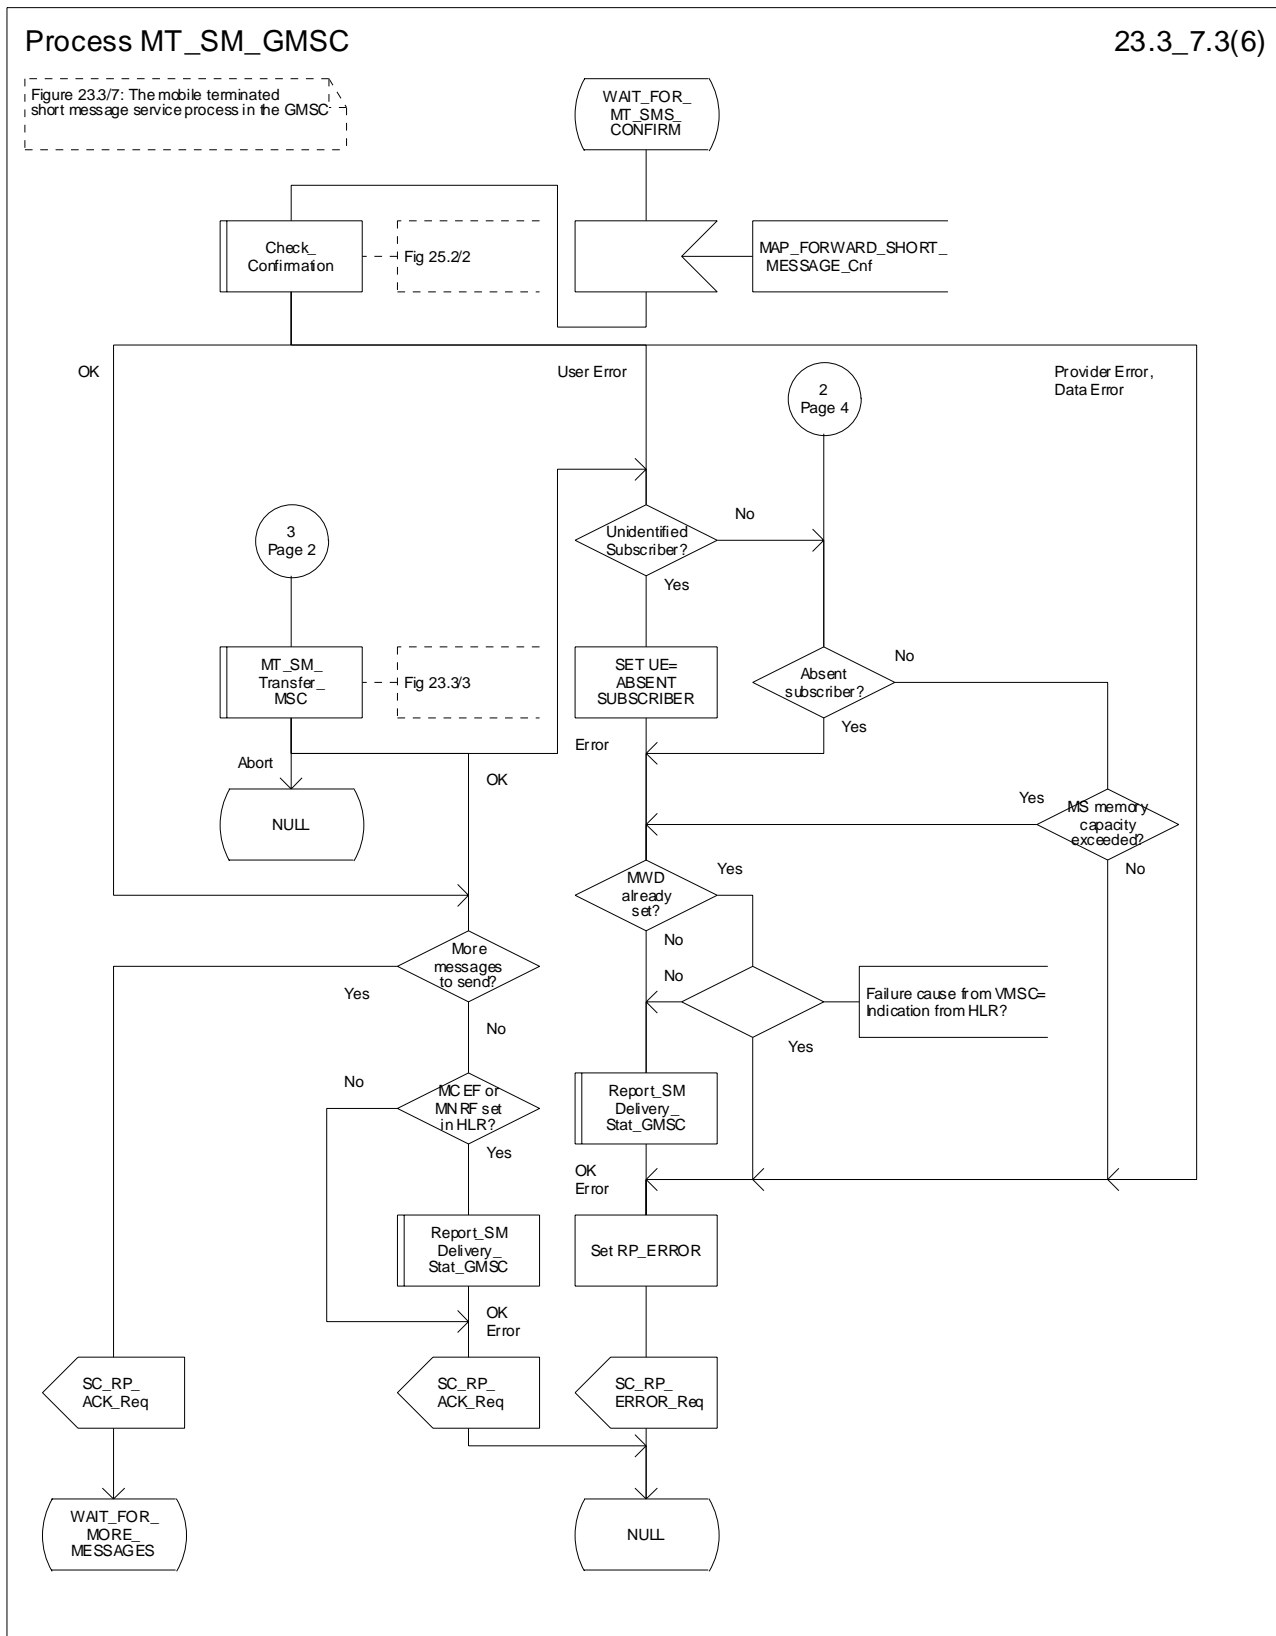 Process MT_SM_GMSC
23.3_7.3(6)
Figure 23.3/7: The mobile terminated
short message service process in the GMSC
WAIT_FOR_
MT_SMS_
CONFIRM
Check_
Confirmation
Fig 25.2/2
MAP_FORWARD_SHORT_
MESSAGE_Cnf
OK
User Error
2
Page 4
Provider Error,
Data Error
3
Page 2
Unidentified
Subscriber?
No
Yes
MT_SM_
Transfer_
MSC
Fig 23.3/3
SET UE=
ABSENT
SUBSCRIBER
Absent
subscriber?
No
Yes
Error
Abort
OK
NULL
Yes
MS memory
capacity
exceeded?
No
MWD
already
set?
Yes
No
More
messages
to send?
Yes
No
No
Failure cause from VMSC=
Indication from HLR?
Yes
No
MCEF or
MNRF set
in HLR?
Yes
Report_SM
Delivery_
Stat_GMSC
OK
Error
Report_SM
Delivery_
Stat_GMSC
Set RP_ERROR
OK
Error
SC_RP_
ACK_Req
SC_RP_
ACK_Req
SC_RP_
ERROR_Req
WAIT_FOR_
MORE_
MESSAGES
NULL